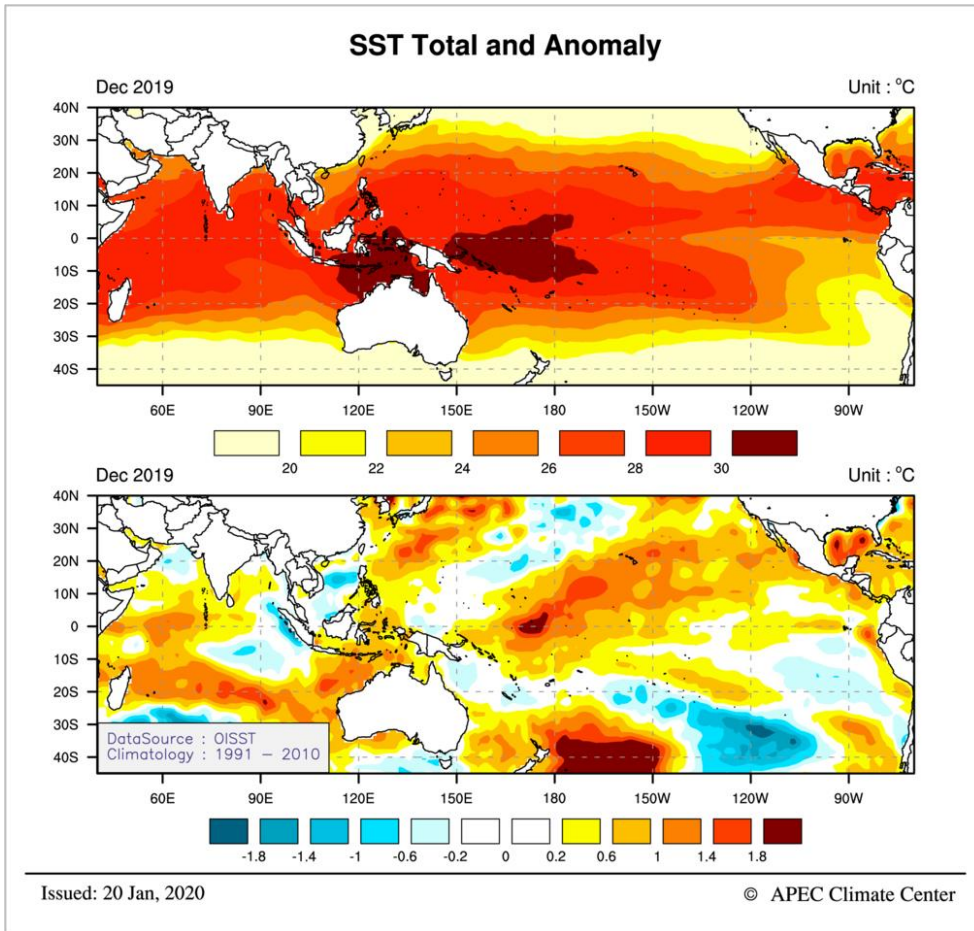 SST Total and Anomaly
Dec 2019 Unit : °C
40N
30N
20N
10N
0
10S
20S
30S
40S
60E 90E 120E 150E 180 150W 120W 90W
20 22 24 26 28 30
Dec 2019 Unit : °C
40N
30N
20N
10N
0
10S
20S
30S
40S
DataSource : OISST
Climatology : 1991 – 2010
60E 90E 120E 150E 180 150W 120W 90W
-1.8 -1.4 -1 -0.6 -0.2 0 0.2 0.6 1 1.4 1.8
Issued: 20 Jan, 2020 © APEC Climate Center